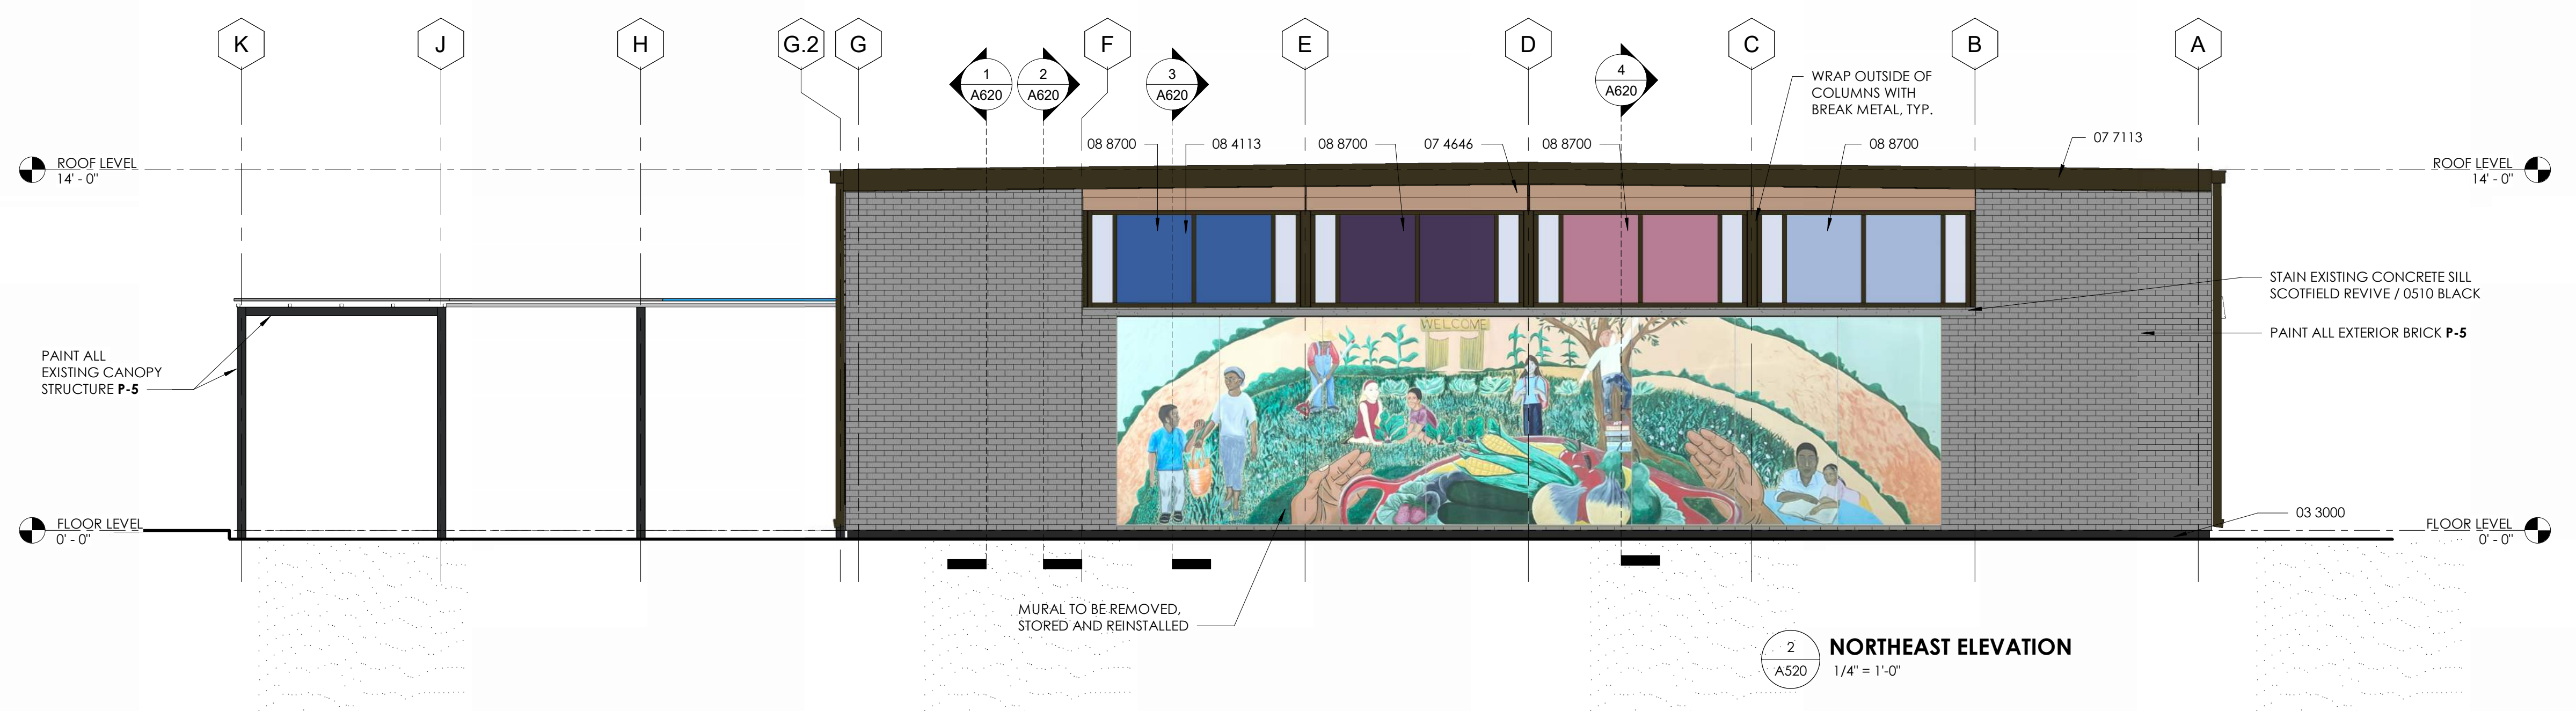 K
J
H
G.2
G
F
E
D
C
B
A
1
A620
2
A620
3
A620
4
A620
WRAP OUTSIDE OF
COLUMNS WITH
BREAK METAL, TYP.
08 8700
08 4113
08 8700
07 4646
08 8700
08 8700
07 7113
ROOF LEVEL
14' - 0"
ROOF LEVEL
14' - 0"
STAIN EXISTING CONCRETE SILL
SCOTFIELD REVIVE / 0510 BLACK
WELCOME
PAINT ALL EXTERIOR BRICK P-5
PAINT ALL
EXISTING CANOPY
STRUCTURE P-5
03 3000
FLOOR LEVEL
0' - 0"
FLOOR LEVEL
0' - 0"
MURAL TO BE REMOVED,
STORED AND REINSTALLED
2
A520
NORTHEAST ELEVATION
1/4" = 1'-0"